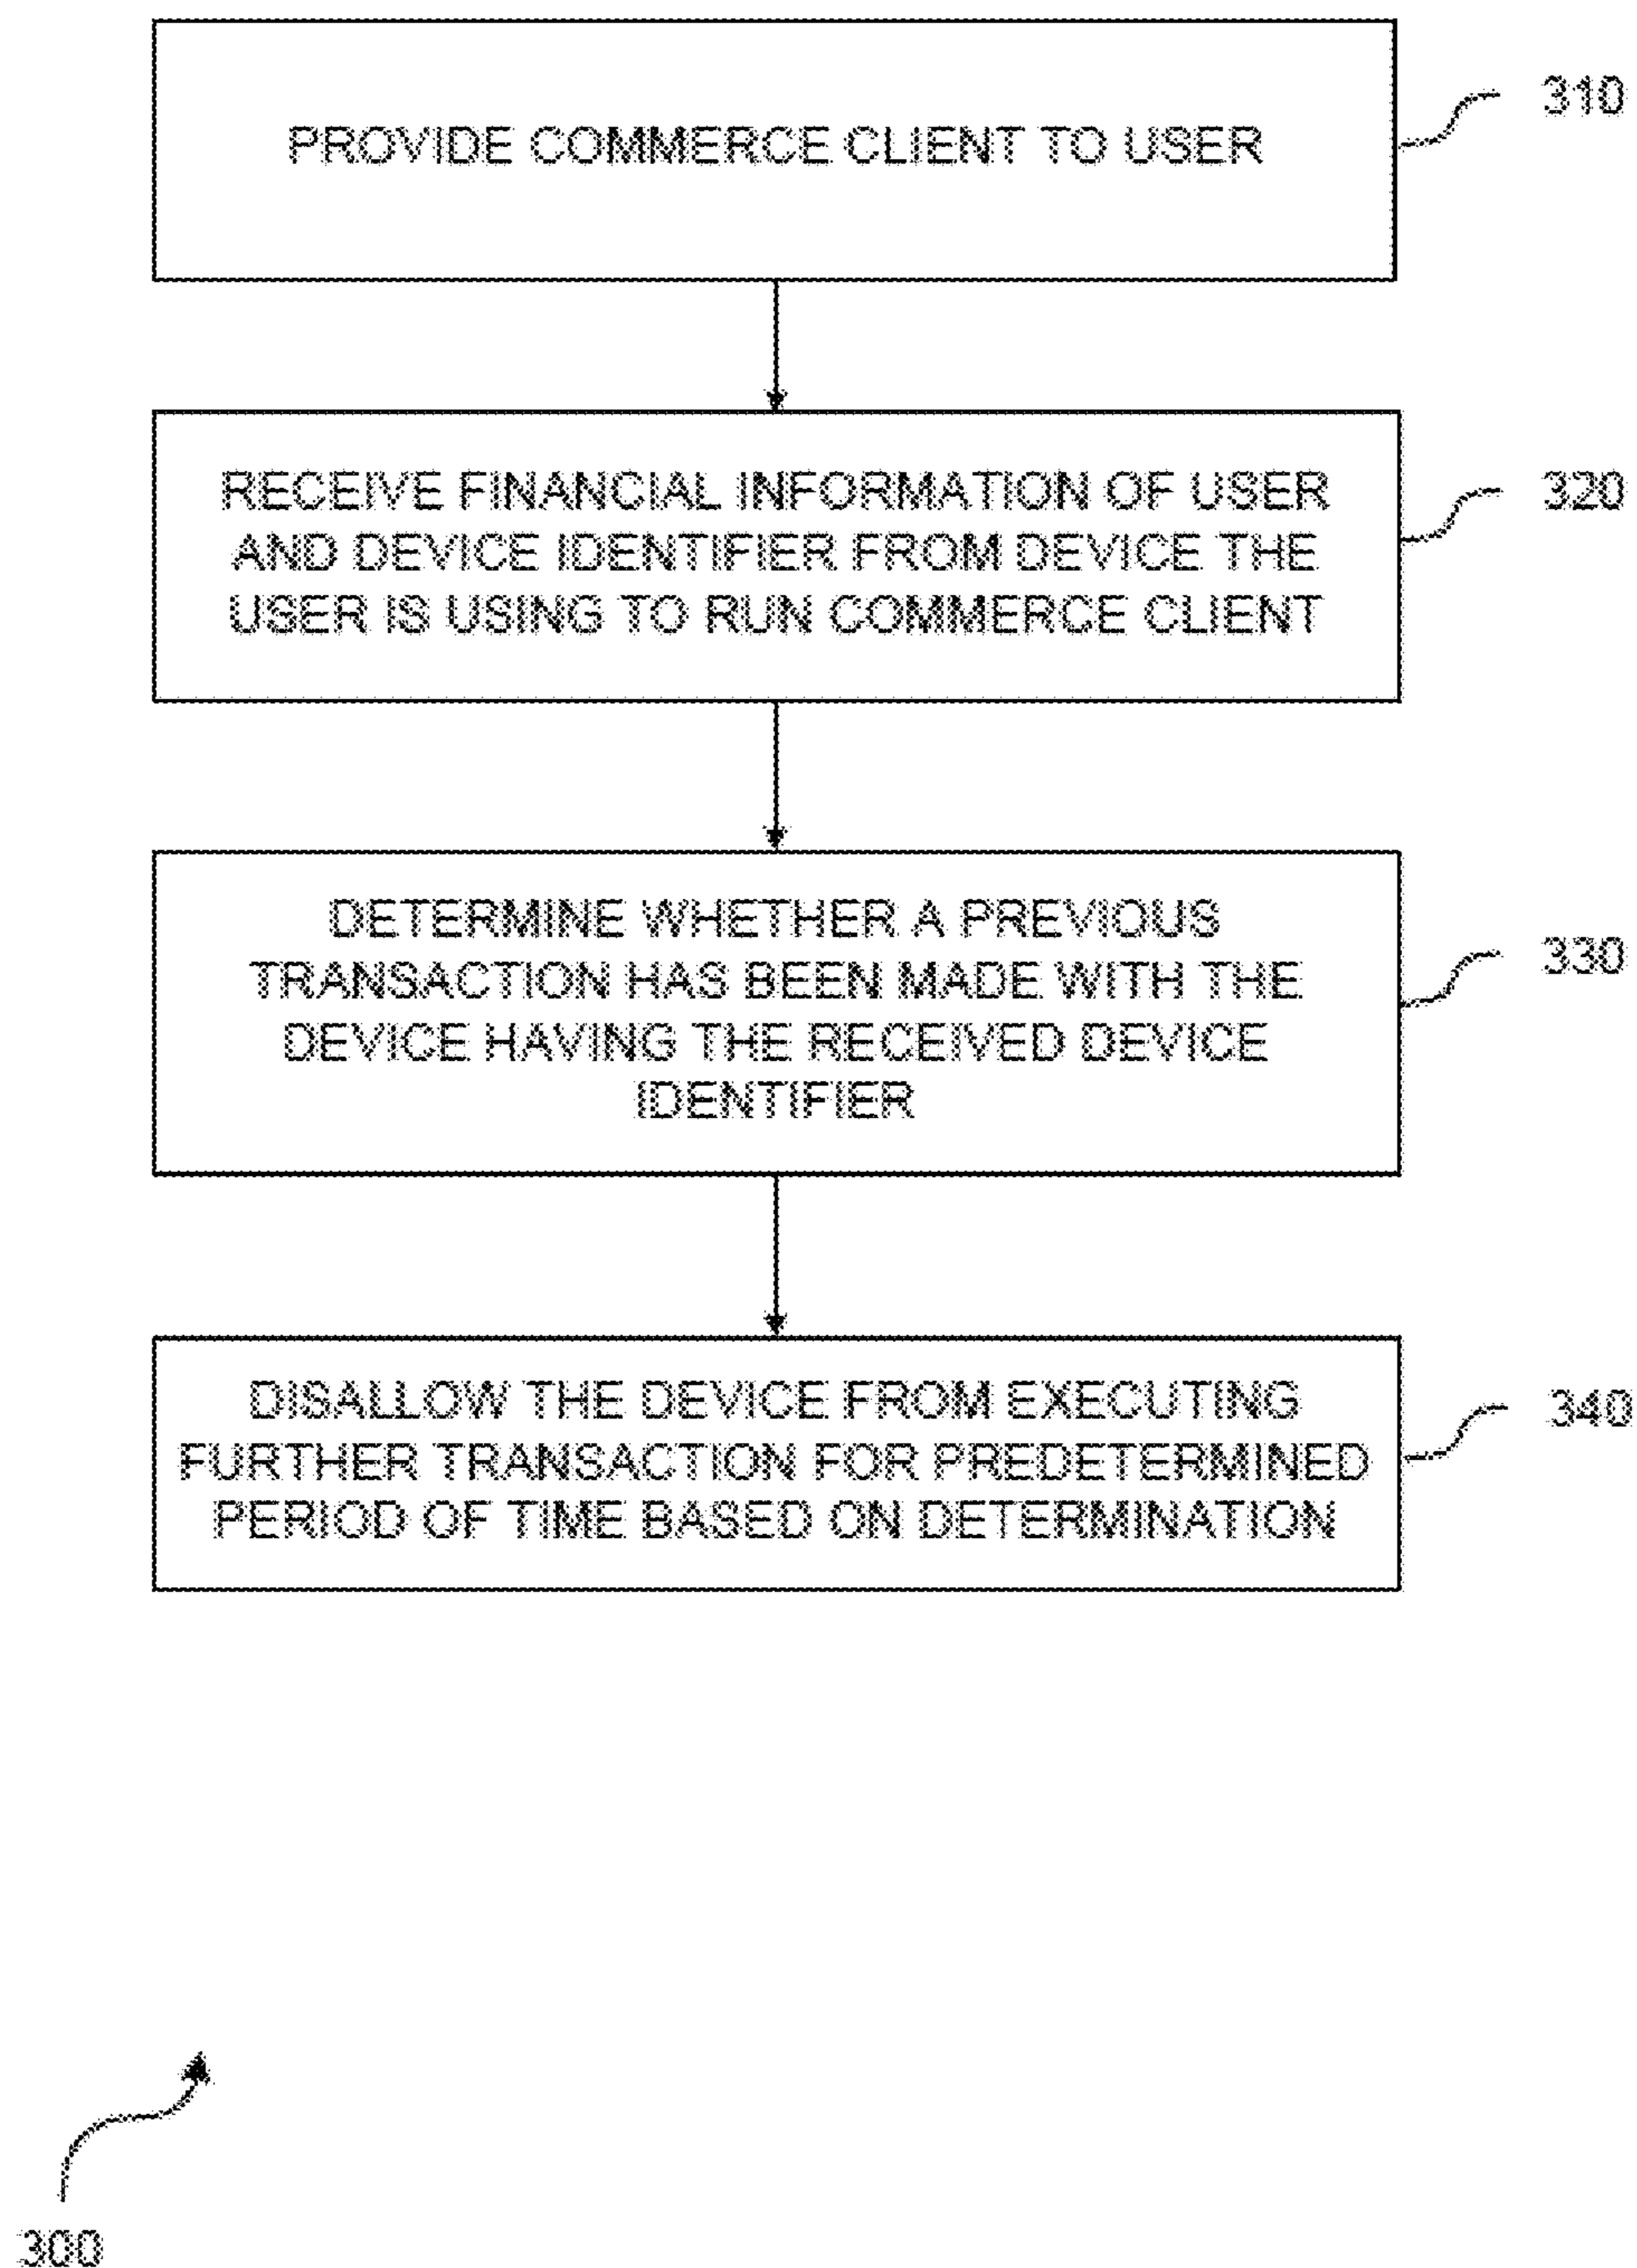 PROVIDE COMMERCE CLIENT TO USER
310
RECEIVE FINANCIAL INFORMATION OF USER
AND DEVICE IDENTIFIER FROM DEVICE THE
USER IS USING TO RUN COMMERCE CLIENT
320
DETERMINE WHETHER A PREVIOUS
TRANSACTION HAS BEEN MADE WITH THE
DEVICE HAVING THE RECEIVED DEVICE
IDENTIFIER
330
DISALLOW THE DEVICE FROM EXECUTING
FURTHER TRANSACTION FOR PREDETERMINED
PERIOD OF TIME BASED ON DETERMINATION
340
300